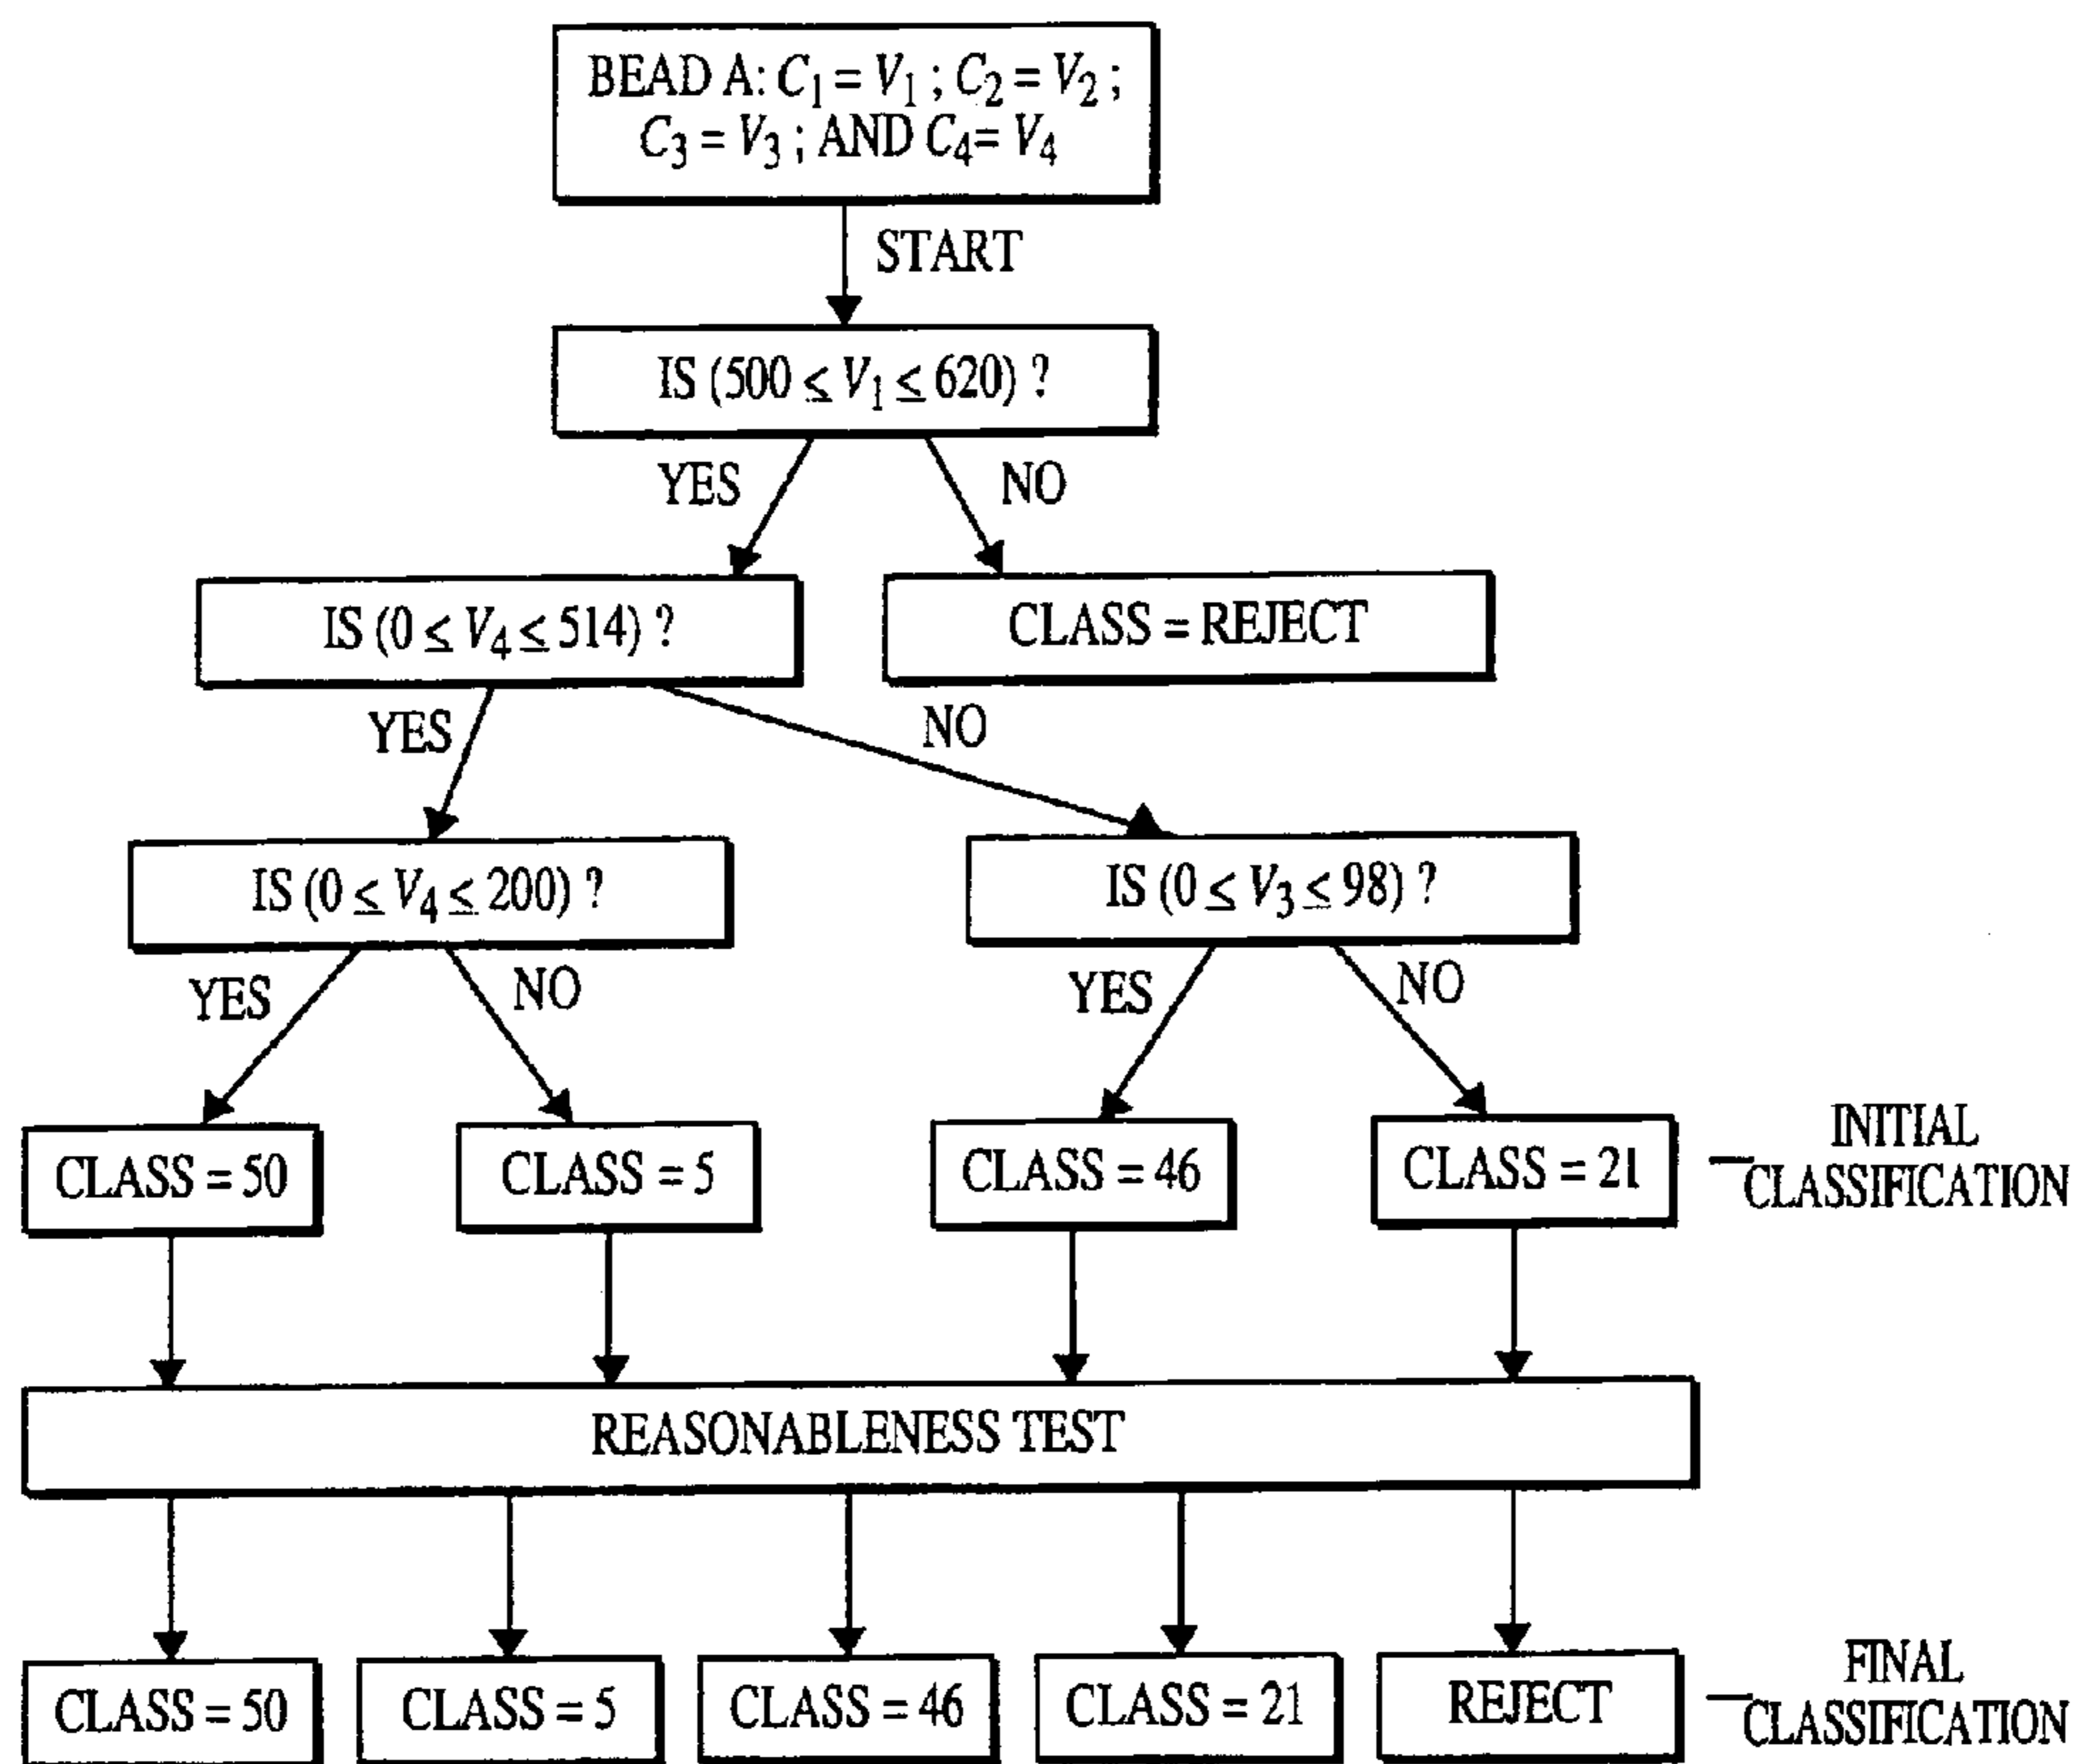 BEAD A: C₁ = V₁ ; C₂ = V₂ ;
C₃ = V₃ ; AND C₄= V₄
START
IS (500 ≤ V₁ ≤ 620) ?
YES
NO
IS (0 ≤ V₄ ≤ 514) ?
CLASS = REJECT
YES
NO
IS (0 ≤ V₄ ≤ 200) ?
IS (0 ≤ V₃ ≤ 98) ?
YES
NO
YES
NO
CLASS = 50
CLASS = 5
CLASS = 46
CLASS = 21
INITIAL
CLASSIFICATION
REASONABLENESS TEST
CLASS = 50
CLASS = 5
CLASS = 46
CLASS = 21
REJECT
FINAL
CLASSIFICATION